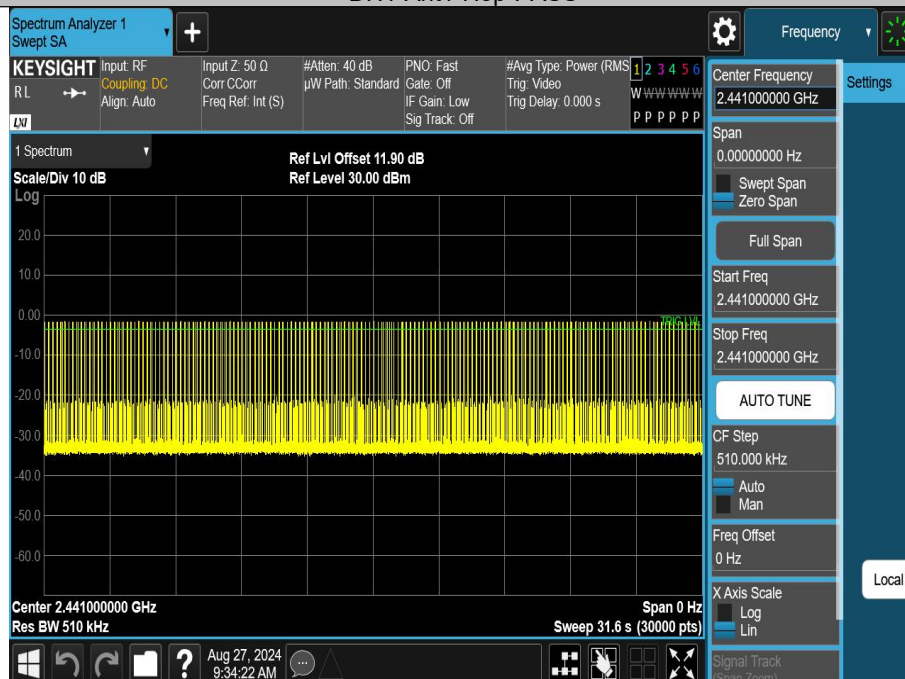 Spectrum Analyzer 1
Swept SA
Frequency
KEYSIGHT
RL
LXI
Input: RF
Coupling: DC
Align: Auto
Input Z: 50 Ω
Corr CCorr
Freq Ref: Int (S)
#Atten: 40 dB
µW Path: Standard
PNO: Fast
Gate: Off
IF Gain: Low
Sig Track: Off
#Avg Type: Power (RMS
Trig: Video
Trig Delay: 0.000 s
1 2 3 4 5 6
W W W W W W
P P P P P P
1 Spectrum
Scale/Div 10 dB
Ref Lvl Offset 11.90 dB
Ref Level 30.00 dBm
Log
20.0
10.0
0.00
-10.0
-20.0
-30.0
-40.0
-50.0
-60.0
TRIG LVL
Center 2.441000000 GHz
Res BW 510 kHz
Span 0 Hz
Sweep 31.6 s (30000 pts)
Aug 27, 2024
9:34:22 AM
Center Frequency
2.441000000 GHz
Settings
Span
0.00000000 Hz
Swept Span
Zero Span
Full Span
Start Freq
2.441000000 GHz
Stop Freq
2.441000000 GHz
AUTO TUNE
CF Step
510.000 kHz
Auto
Man
Freq Offset
0 Hz
Local
X Axis Scale
Log
Lin
Signal Track
(Span Zoom)